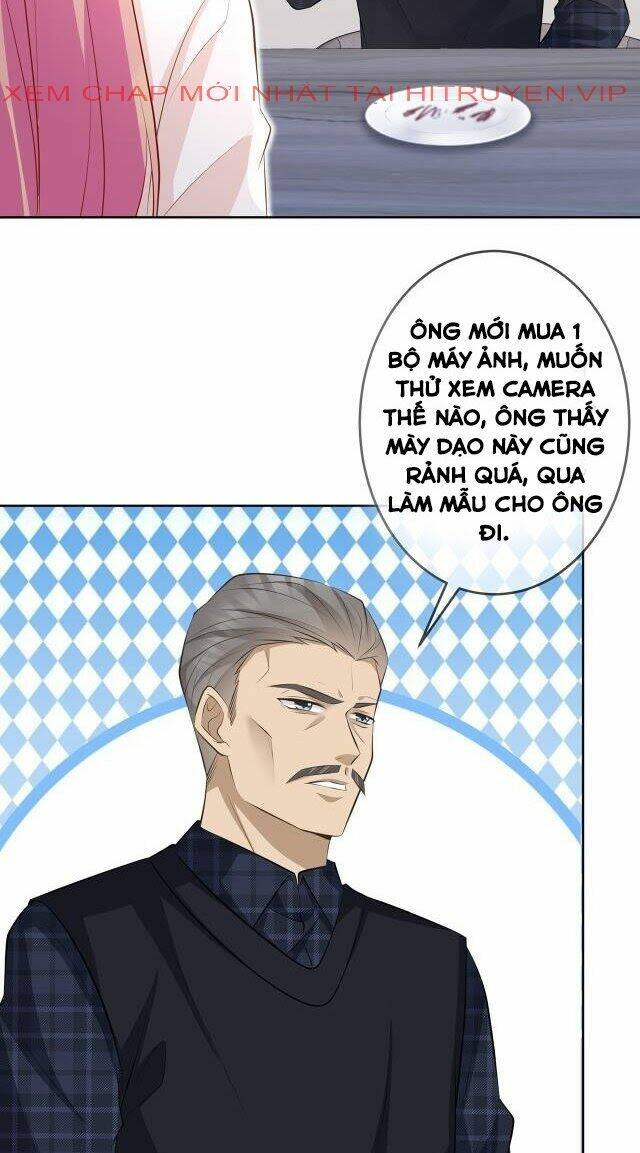 XEM CHAP MỚI NHẤT TẠI HITRUYEN.VIP
ÔNG MỚI MUA 1
BỘ MÁY ẢNH, MUỐN
THỬ XEM CAMERA
THẾ NÀO, ÔNG THẤY
MÀY DẠO NÀY CŨNG
RẢNH QUÁ, QUA
LÀM MẪU CHO ÔNG
ĐI.